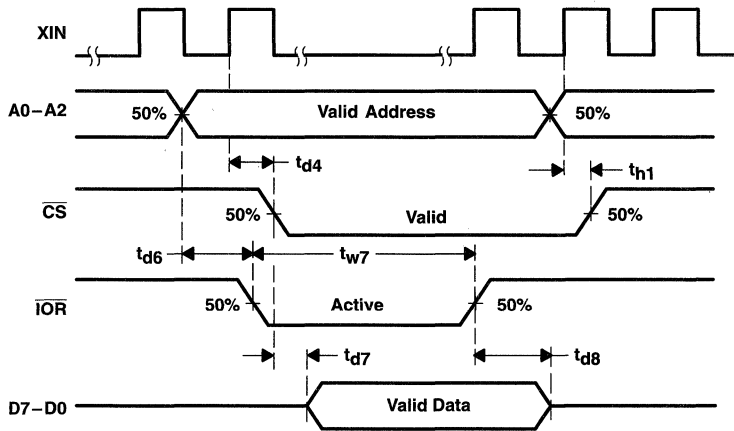 XIN
A0–A2
50%
Valid Address
50%
td4
th1
CS
50%
Valid
50%
td6
tw7
IOR
50%
Active
50%
td7
td8
D7–D0
Valid Data